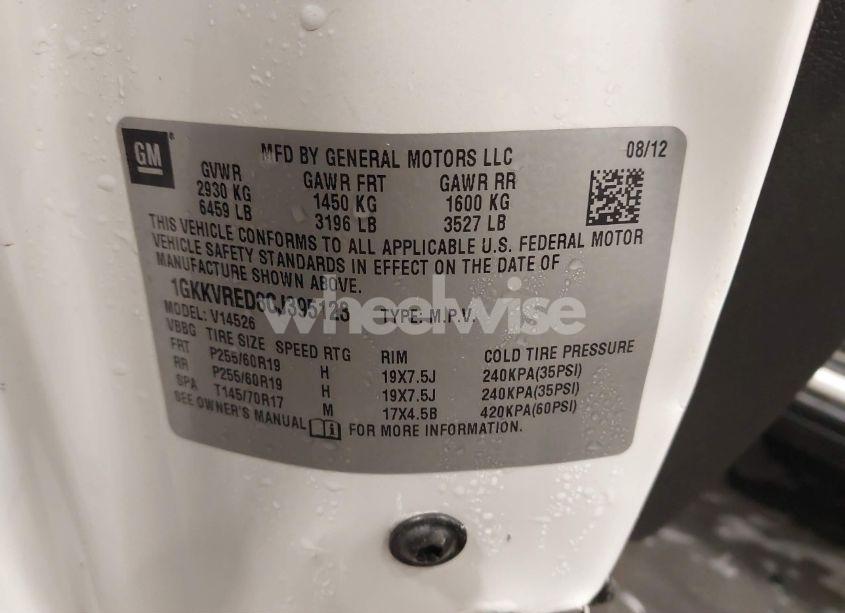 GM
MFD BY GENERAL MOTORS LLC 08/12
GVWR GAWR FRT GAWR RR
2930 KG 1450 KG 1600 KG
6459 LB 3196 LB 3527 LB
THIS VEHICLE CONFORMS TO ALL APPLICABLE U.S. FEDERAL MOTOR
VEHICLE SAFETY STANDARDS IN EFFECT ON THE DATE OF
MANUFACTURE SHOWN ABOVE.
TYPE: M.P.V.
wheelwise
MODEL: V14526
VBBG TIRE SIZE SPEED RTG RIM COLD TIRE PRESSURE
FRT P255/60R19 H 19X7.5J 240KPA(35PSI)
RR P255/60R19 H 19X7.5J 240KPA(35PSI)
SPA T145/70R17 M 17X4.5B 420KPA(60PSI)
SEE OWNER'S MANUAL FOR MORE INFORMATION.